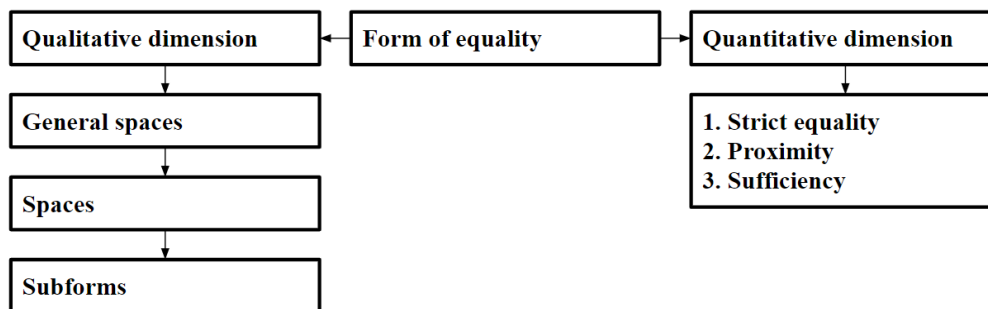 Qualitative dimension
Form of equality
Quantitative dimension
General spaces
1. Strict equality
2. Proximity
3. Sufficiency
Spaces
Subforms